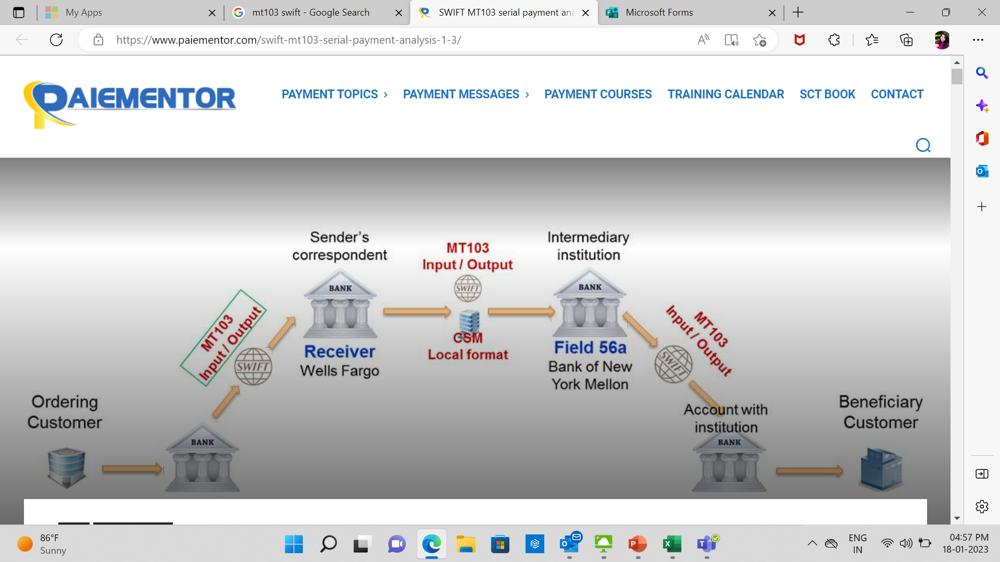 My Apps
mt103 swift - Google Search
SWIFT MT103 serial payment ana
Microsoft Forms
https://www.paiementor.com/swift-mt103-serial-payment-analysis-1-3/
PAIEMENTOR
PAYMENT TOPICS
PAYMENT MESSAGES
PAYMENT COURSES
TRAINING CALENDAR
SCT BOOK
CONTACT
Sender's
correspondent
MT103
Input / Output
Intermediary
institution
BANK
SWIFT
BANK
MT103
Input / Output
SWIFT
Receiver
Wells Fargo
CSM
Local format
Field 56a
Bank of New
York Mellon
SWIFT
MT103
Input / Output
Ordering
Customer
BANK
Account with
institution
BANK
Beneficiary
Customer
86°F
Sunny
ENG
IN
04:57 PM
18-01-2023